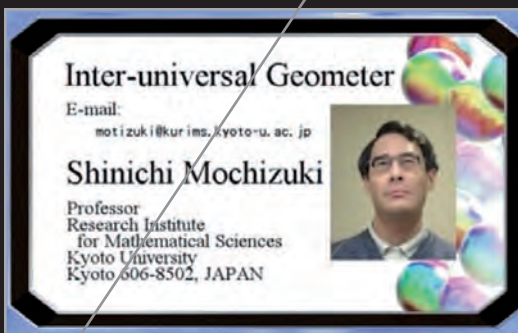 Inter-universal Geometer
E-mail:
motizuki@kurims.kyoto-u.ac.jp
Shinichi Mochizuki
Professor
Research Institute
for Mathematical Sciences
Kyoto University
Kyoto 606-8502, JAPAN